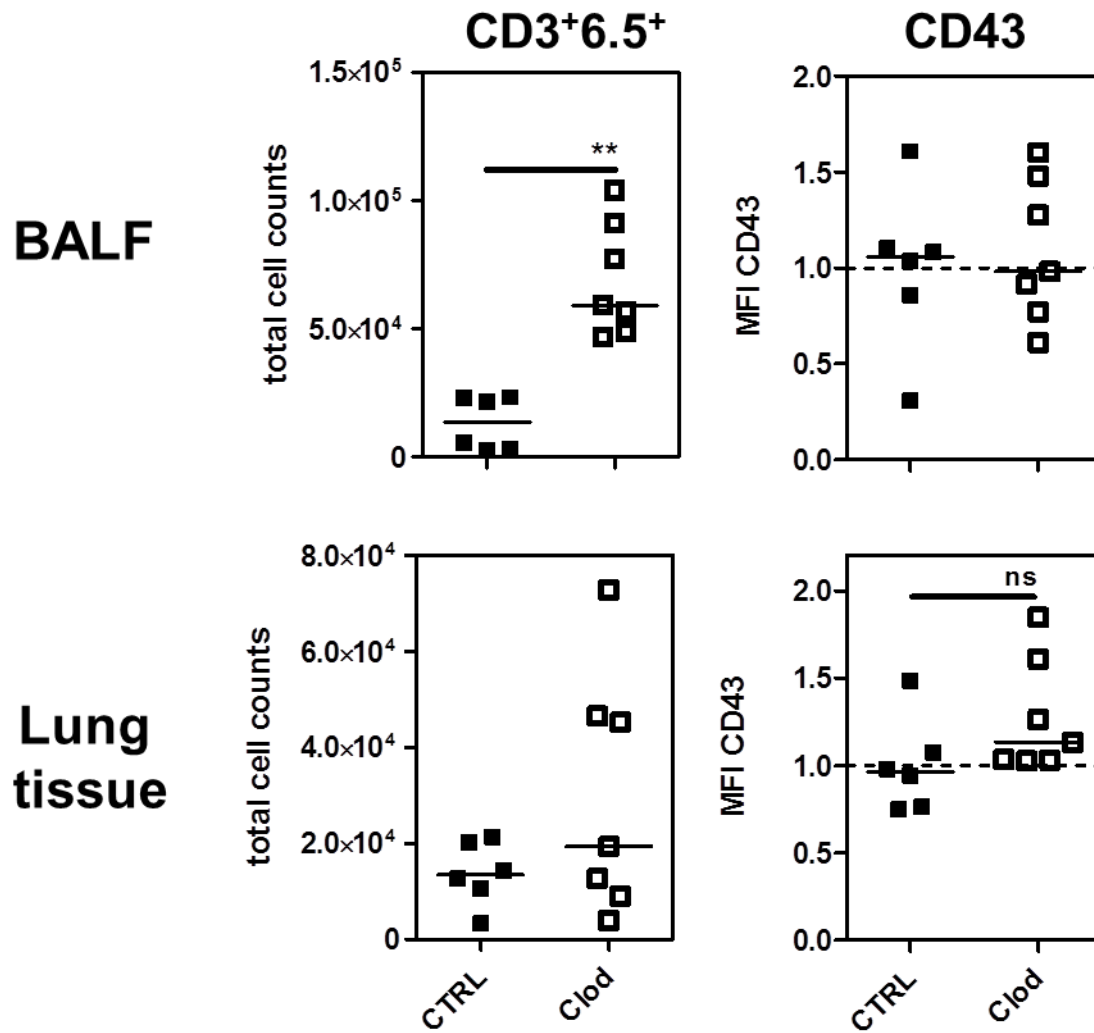 CD3⁺6.5⁺
CD43
BALF
total cell counts
1.5×10⁵
1.0×10⁵
5.0×10⁴
0
**
MFI CD43
2.0
1.5
1.0
0.5
0.0
Lung
tissue
total cell counts
8.0×10⁴
6.0×10⁴
4.0×10⁴
2.0×10⁴
0
CTRL
Clod
MFI CD43
2.0
1.5
1.0
0.5
0.0
ns
CTRL
Clod